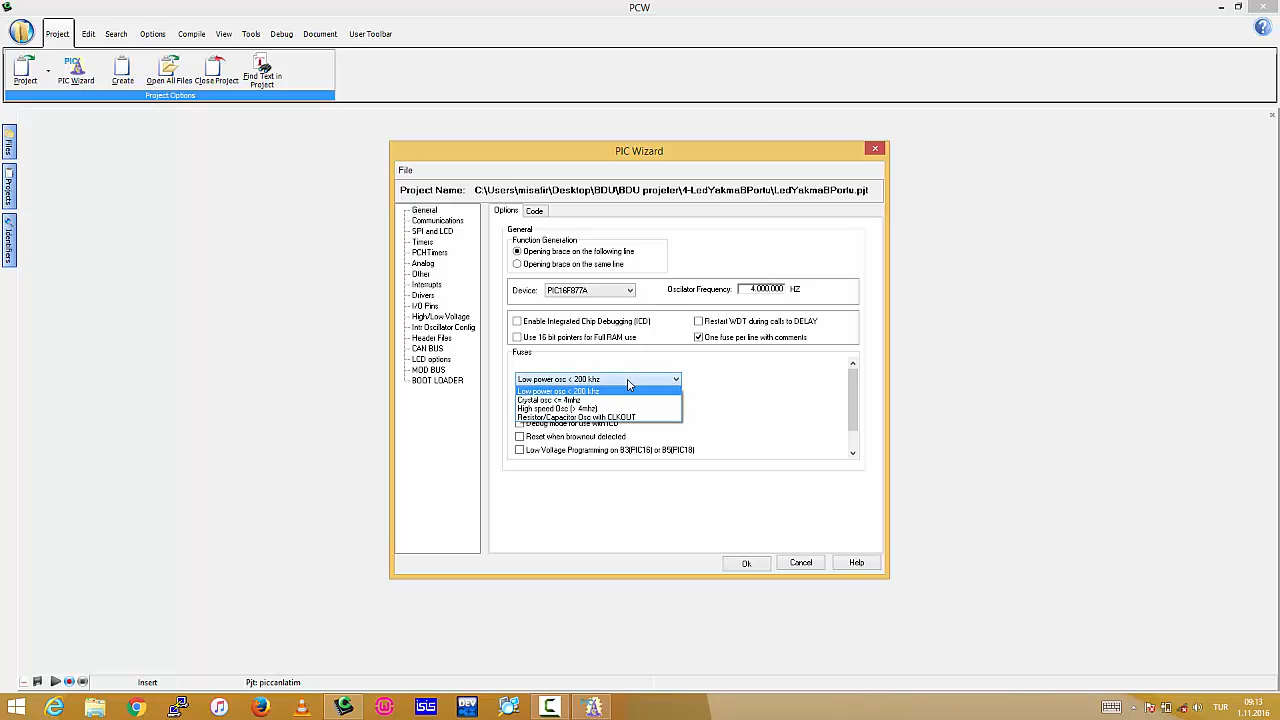 PCW
Project Edit Search Options Compile View Tools Debug Document User Toolbar
Project PIC Wizard Create Open All Files Close Project Find Text in Project
Project Options
Files
Projects
Identifiers
PIC Wizard
File
Project Name: C:\Users\misafir\Desktop\BDU\BDU projeler\4-LedYakmaBPortu\LedYakmaBPortu.pjt
General
Communications
SPI and LCD
Timers
PCHTimers
Analog
Other
Interrupts
Drivers
I/O Pins
High/Low Voltage
Intr Oscillator Config
Header Files
CAN BUS
LCD options
MOD BUS
BOOT LOADER
Options Code
General
Function Generation
Opening brace on the following line
Opening brace on the same line
Device: PIC16F877A Oscilator Frequency: 4.000.000 HZ
Enable Integrated Chip Debugging (ICD) Restart WDT during calls to DELAY
Use 16 bit pointers for Full RAM use One fuse per line with comments
Fuses
Low power osc < 200 khz
Low power osc < 200 khz
Crystal osc <= 4mhz
High speed Osc (> 4mhz)
Resistor/Capacitor Osc with CLKOUT
Debug mode for use with ICD
Reset when brownout detected
Low Voltage Programming on B3(PIC16) or B5(PIC18)
Ok Cancel Help
Insert Pjt: piccanlatim
isis DEV
TUR 09:13
1.11.2016